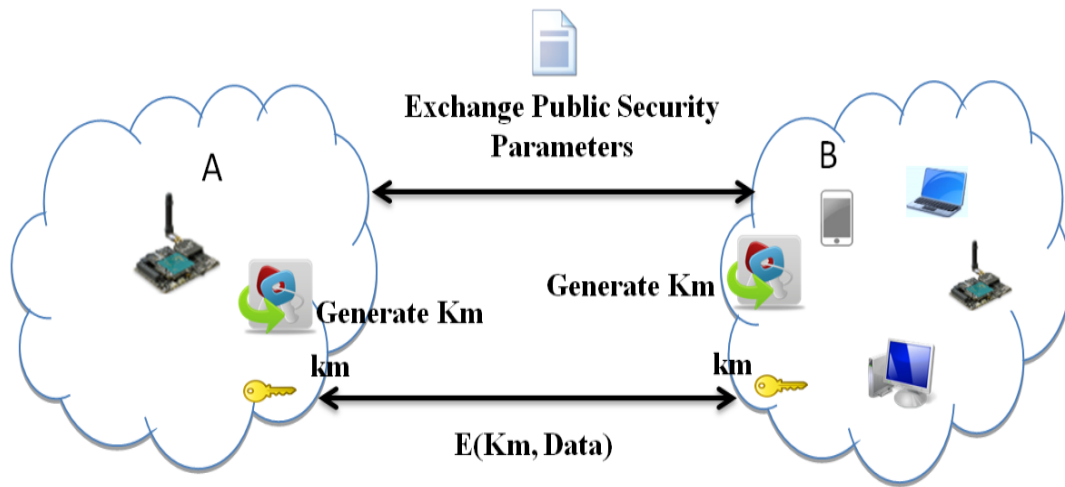 Exchange Public Security
Parameters
A
B
Generate Km
Generate Km
km
km
E(Km, Data)